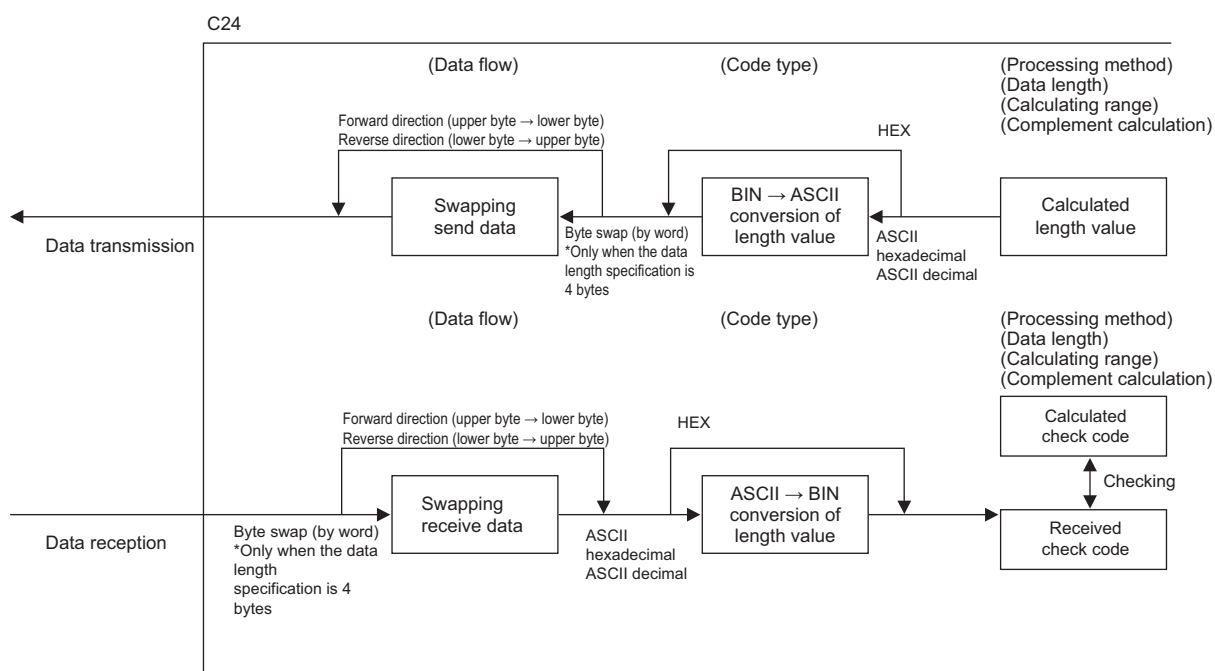 C24
(Data flow)
(Code type)
(Processing method)
(Data length)
(Calculating range)
(Complement calculation)
Forward direction (upper byte → lower byte)
Reverse direction (lower byte → upper byte)
HEX
Swapping
send data
BIN → ASCII
conversion of
length value
Calculated
length value
Data transmission
Byte swap (by word)
*Only when the data
length specification is
4 bytes
ASCII
hexadecimal
ASCII decimal
(Data flow)
(Code type)
(Processing method)
(Data length)
(Calculating range)
(Complement calculation)
Forward direction (upper byte → lower byte)
Reverse direction (lower byte → upper byte)
HEX
Calculated
check code
Checking
Swapping
receive data
ASCII → BIN
conversion of
length value
Received
check code
Data reception
Byte swap (by word)
*Only when the data
length
specification is 4
bytes
ASCII
hexadecimal
ASCII decimal